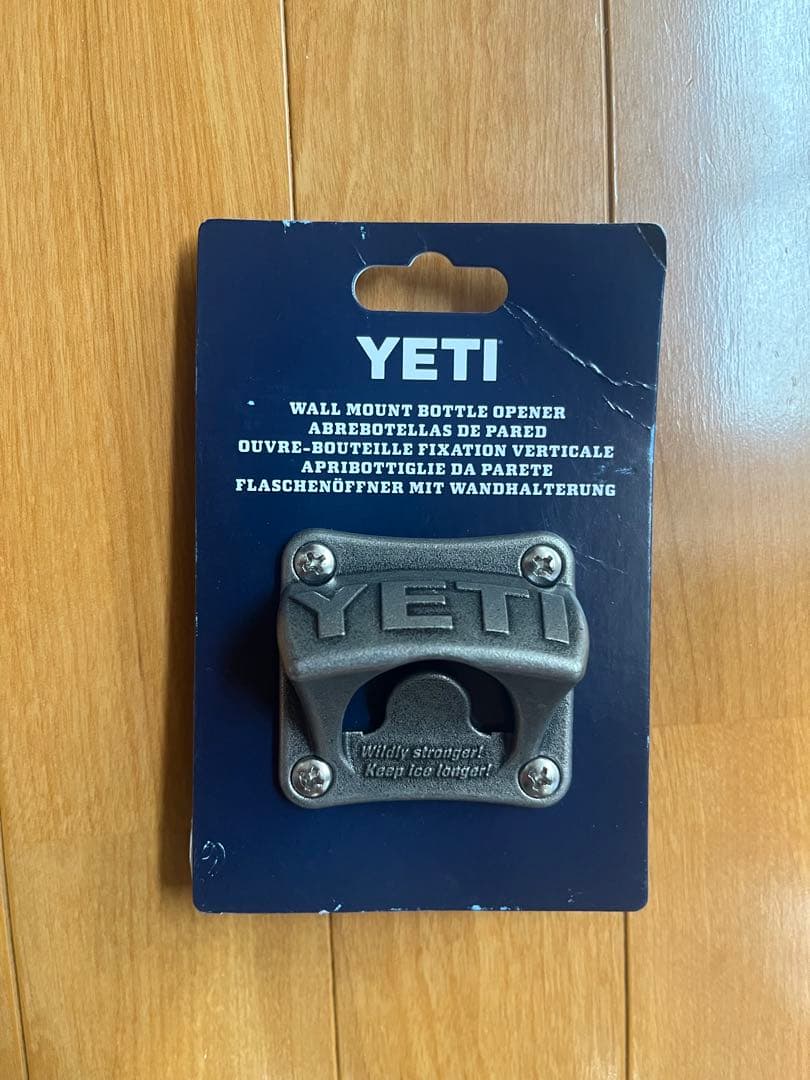 YETI
WALL MOUNT BOTTLE OPENER
ABREBOTELLAS DE PARED
OUVRE-BOUTEILLE FIXATION VERTICALE
APRIBOTTIGLIE DA PARETE
FLASCHENÖFFNER MIT WANDHALTERUNG
YETI
Wildly stronger!
Keep ice longer!